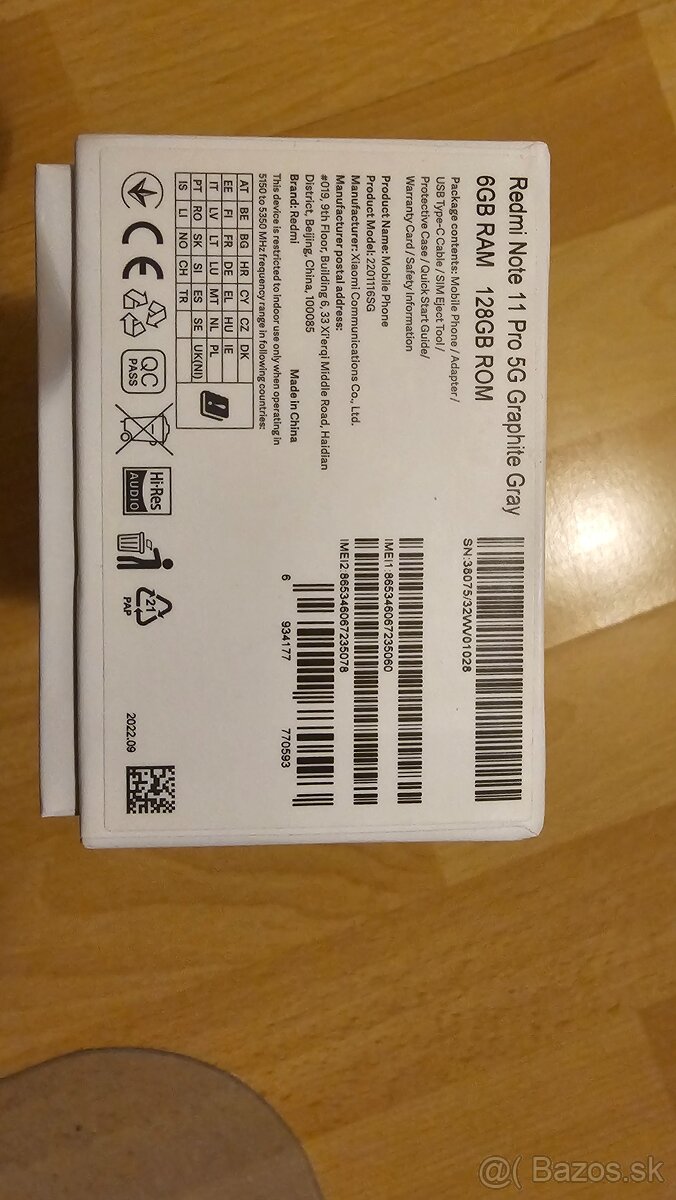 Redmi Note 11 Pro 5G Graphite Gray
6GB RAM 128GB ROM
Package contents: Mobile Phone / Adapter /
USB Type-C Cable / SIM Eject Tool /
Protective Case / Quick Start Guide/
Warranty Card / Safety Information
Product Name: Mobile Phone
Product Model: 2201116SG
Manufacturer: Xiaomi Communications Co., Ltd.
Manufacturer postal address:
#019, 9th Floor, Building 6, 33 Xi'erqi Middle Road, Haidian
District, Beijing, China, 100085
Brand: Redmi
Made in China
This device is restricted to indoor use only when operating in
5150 to 5350 MHz frequency range in following countries:
AT BE BG HR CY CZ DK
EE FI FR DE EL HU IE
IT LV LT LU MT NL PL
PT RO SK SI ES SE UK(NI)
IS LI NO CH TR
CE
QC
PASS
Hi-Res
AUDIO
21
PAP
SN:38075/32WV01028
IMEI1:865346067235060
IMEI2:865346067235078
6 934177 770593
2022.09
@( Bazos.sk